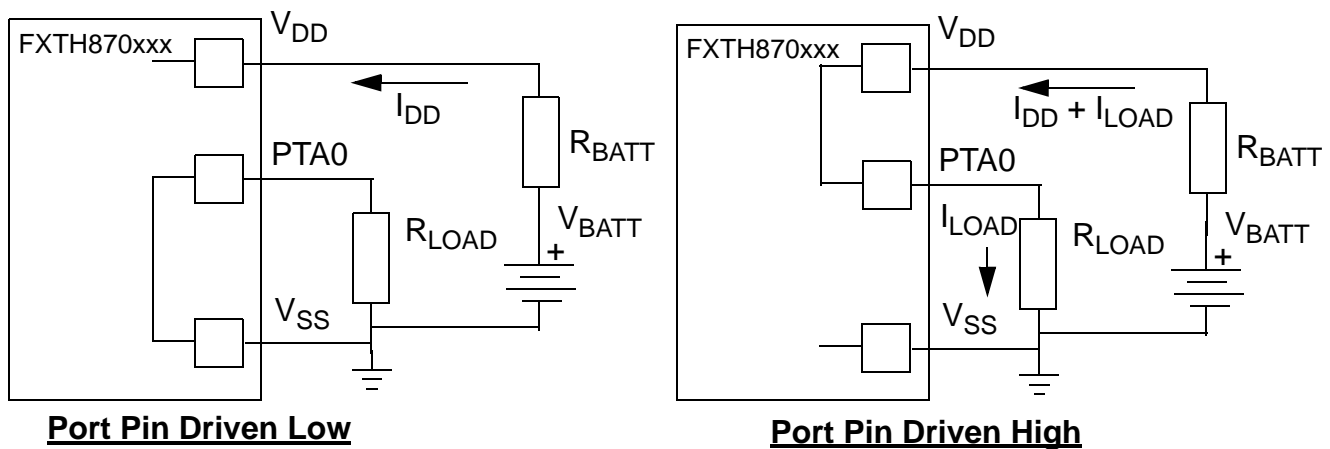 FXTH870xxx
VDD
IDD
RBATT
PTA0
RLOAD
VBATT
+
VSS
Port Pin Driven Low
FXTH870xxx
VDD
IDD + ILOAD
RBATT
PTA0
ILOAD
RLOAD
VBATT
+
VSS
Port Pin Driven High